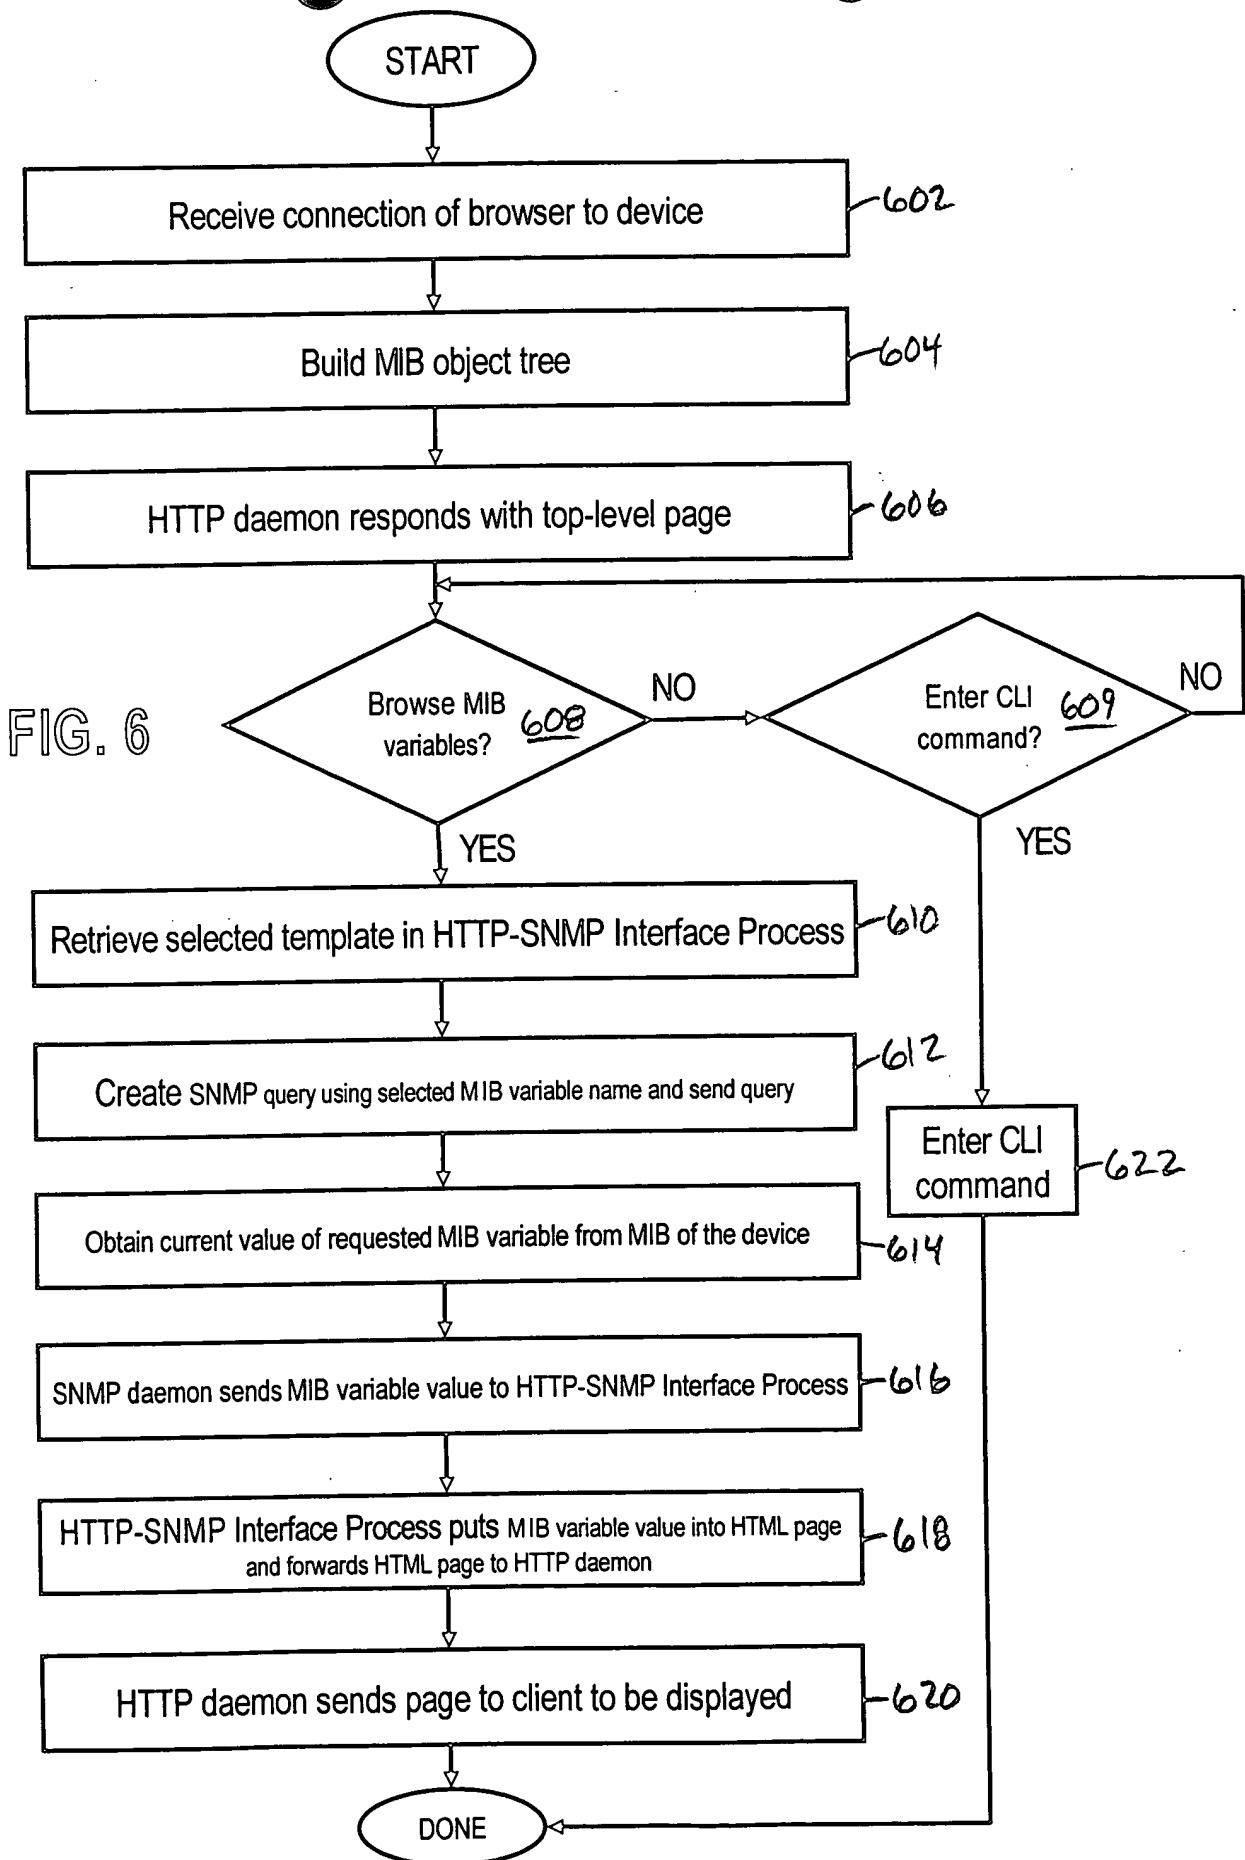 START
Receive connection of browser to device
602
Build MIB object tree
604
HTTP daemon responds with top-level page
606
FIG. 6
Browse MIB
variables?
608
NO
Enter CLI
command?
609
NO
YES
YES
Retrieve selected template in HTTP-SNMP Interface Process
610
Create SNMP query using selected MIB variable name and send query
612
Enter CLI
command
622
Obtain current value of requested MIB variable from MIB of the device
614
SNMP daemon sends MIB variable value to HTTP-SNMP Interface Process
616
HTTP-SNMP Interface Process puts MIB variable value into HTML page
and forwards HTML page to HTTP daemon
618
HTTP daemon sends page to client to be displayed
620
DONE